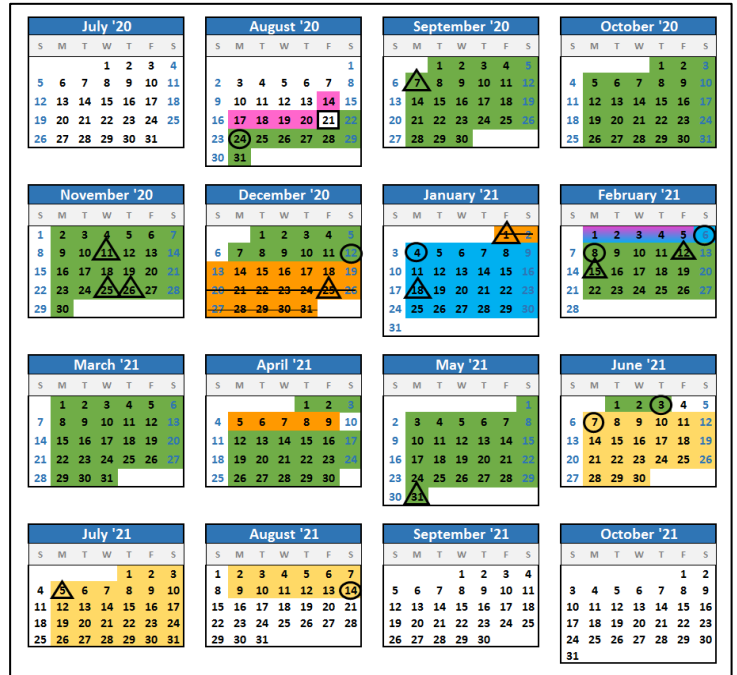 July '20
S M T W T F S
1 2 3 4
5 6 7 8 9 10 11
12 13 14 15 16 17 18
19 20 21 22 23 24 25
26 27 28 29 30 31
August '20
S M T W T F S
1
2 3 4 5 6 7 8
9 10 11 12 13 14 15
16 17 18 19 20 21 22
23 24 25 26 27 28 29
30 31
September '20
S M T W T F S
1 2 3 4 5
6 7 8 9 10 11 12
13 14 15 16 17 18 19
20 21 22 23 24 25 26
27 28 29 30
October '20
S M T W T F S
1 2 3
4 5 6 7 8 9 10
11 12 13 14 15 16 17
18 19 20 21 22 23 24
25 26 27 28 29 30 31
November '20
S M T W T F S
1 2 3 4 5 6 7
8 9 10 11 12 13 14
15 16 17 18 19 20 21
22 23 24 25 26 27 28
29 30
December '20
S M T W T F S
1 2 3 4 5
6 7 8 9 10 11 12
13 14 15 16 17 18 19
20 21 22 23 24 25 26
27 28 29 30 31
January '21
S M T W T F S
1 2
3 4 5 6 7 8 9
10 11 12 13 14 15 16
17 18 19 20 21 22 23
24 25 26 27 28 29 30
31
February '21
S M T W T F S
1 2 3 4 5 6
7 8 9 10 11 12 13
14 15 16 17 18 19 20
21 22 23 24 25 26 27
28
March '21
S M T W T F S
1 2 3 4 5 6
7 8 9 10 11 12 13
14 15 16 17 18 19 20
21 22 23 24 25 26 27
28 29 30 31
April '21
S M T W T F S
1 2 3
4 5 6 7 8 9 10
11 12 13 14 15 16 17
18 19 20 21 22 23 24
25 26 27 28 29 30
May '21
S M T W T F S
1
2 3 4 5 6 7 8
9 10 11 12 13 14 15
16 17 18 19 20 21 22
23 24 25 26 27 28 29
30 31
June '21
S M T W T F S
1 2 3 4 5
6 7 8 9 10 11 12
13 14 15 16 17 18 19
20 21 22 23 24 25 26
27 28 29 30
July '21
S M T W T F S
1 2 3
4 5 6 7 8 9 10
11 12 13 14 15 16 17
18 19 20 21 22 23 24
25 26 27 28 29 30 31
August '21
S M T W T F S
1 2 3 4 5 6 7
8 9 10 11 12 13 14
15 16 17 18 19 20 21
22 23 24 25 26 27 28
29 30 31
September '21
S M T W T F S
1 2 3 4
5 6 7 8 9 10 11
12 13 14 15 16 17 18
19 20 21 22 23 24 25
26 27 28 29 30
October '21
S M T W T F S
1 2
3 4 5 6 7 8 9
10 11 12 13 14 15 16
17 18 19 20 21 22 23
24 25 26 27 28 29 30
31